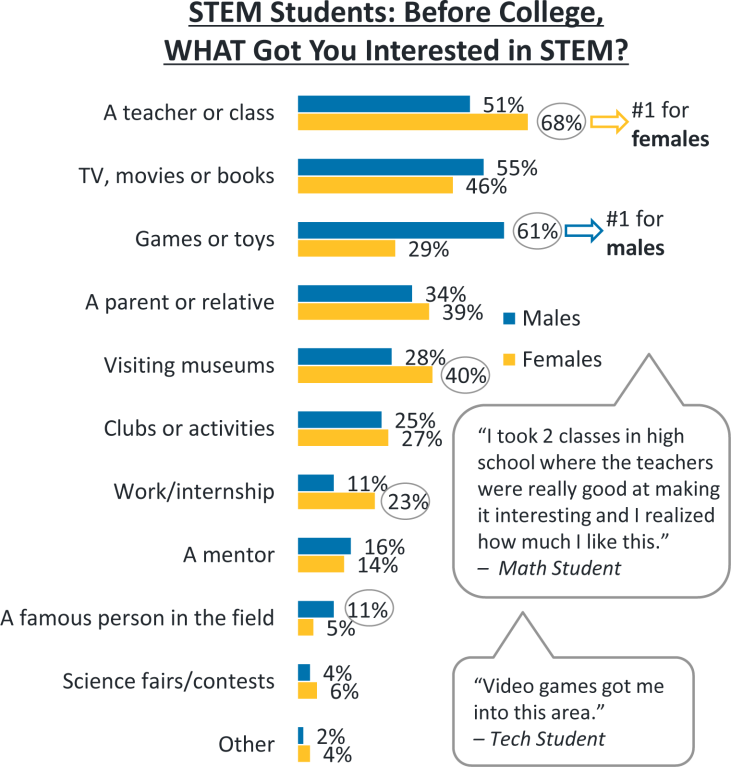 STEM Students: Before College,
WHAT Got You Interested in STEM?
A teacher or class
51%
68%
#1 for
females
TV, movies or books
55%
46%
Games or toys
61%
29%
#1 for
males
A parent or relative
34%
39%
Males
Females
Visiting museums
28%
40%
Clubs or activities
25%
27%
Work/internship
11%
23%
A mentor
16%
14%
A famous person in the field
11%
5%
Science fairs/contests
4%
6%
Other
2%
4%
“I took 2 classes in high
school where the teachers
were really good at making
it interesting and I realized
how much I like this.”
– Math Student
“Video games got me
into this area.”
– Tech Student